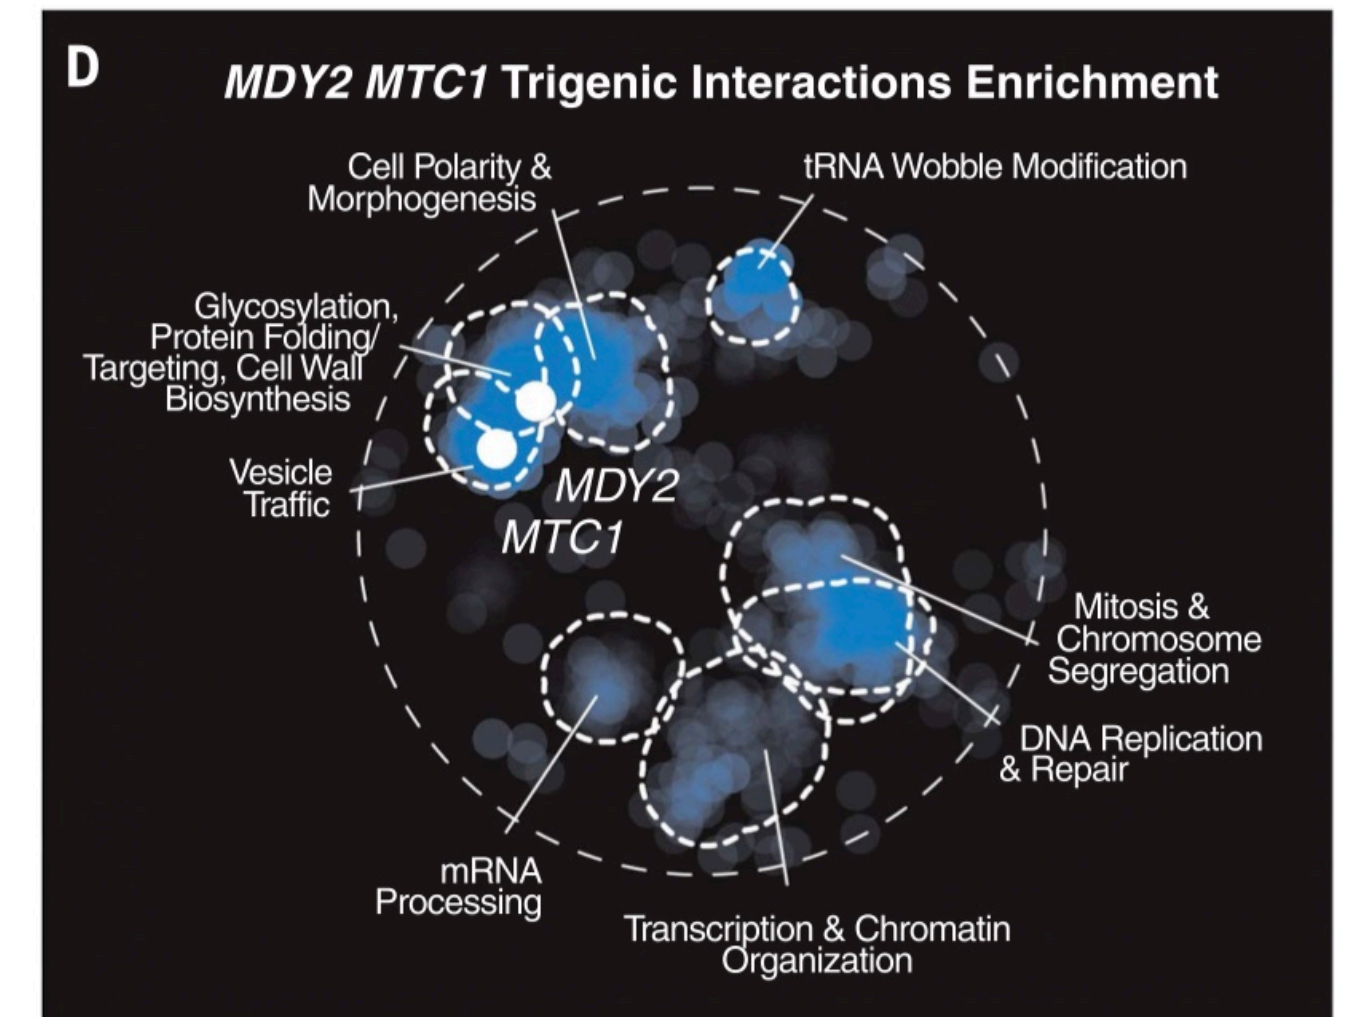 D
MDY2 MTC1 Trigenic Interactions Enrichment
Cell Polarity &
Morphogenesis
tRNA Wobble Modification
Glycosylation,
Protein Folding/
Targeting, Cell Wall
Biosynthesis
Vesicle
Traffic
MDY2
MTC1
Mitosis &
Chromosome
Segregation
DNA Replication
& Repair
mRNA
Processing
Transcription & Chromatin
Organization